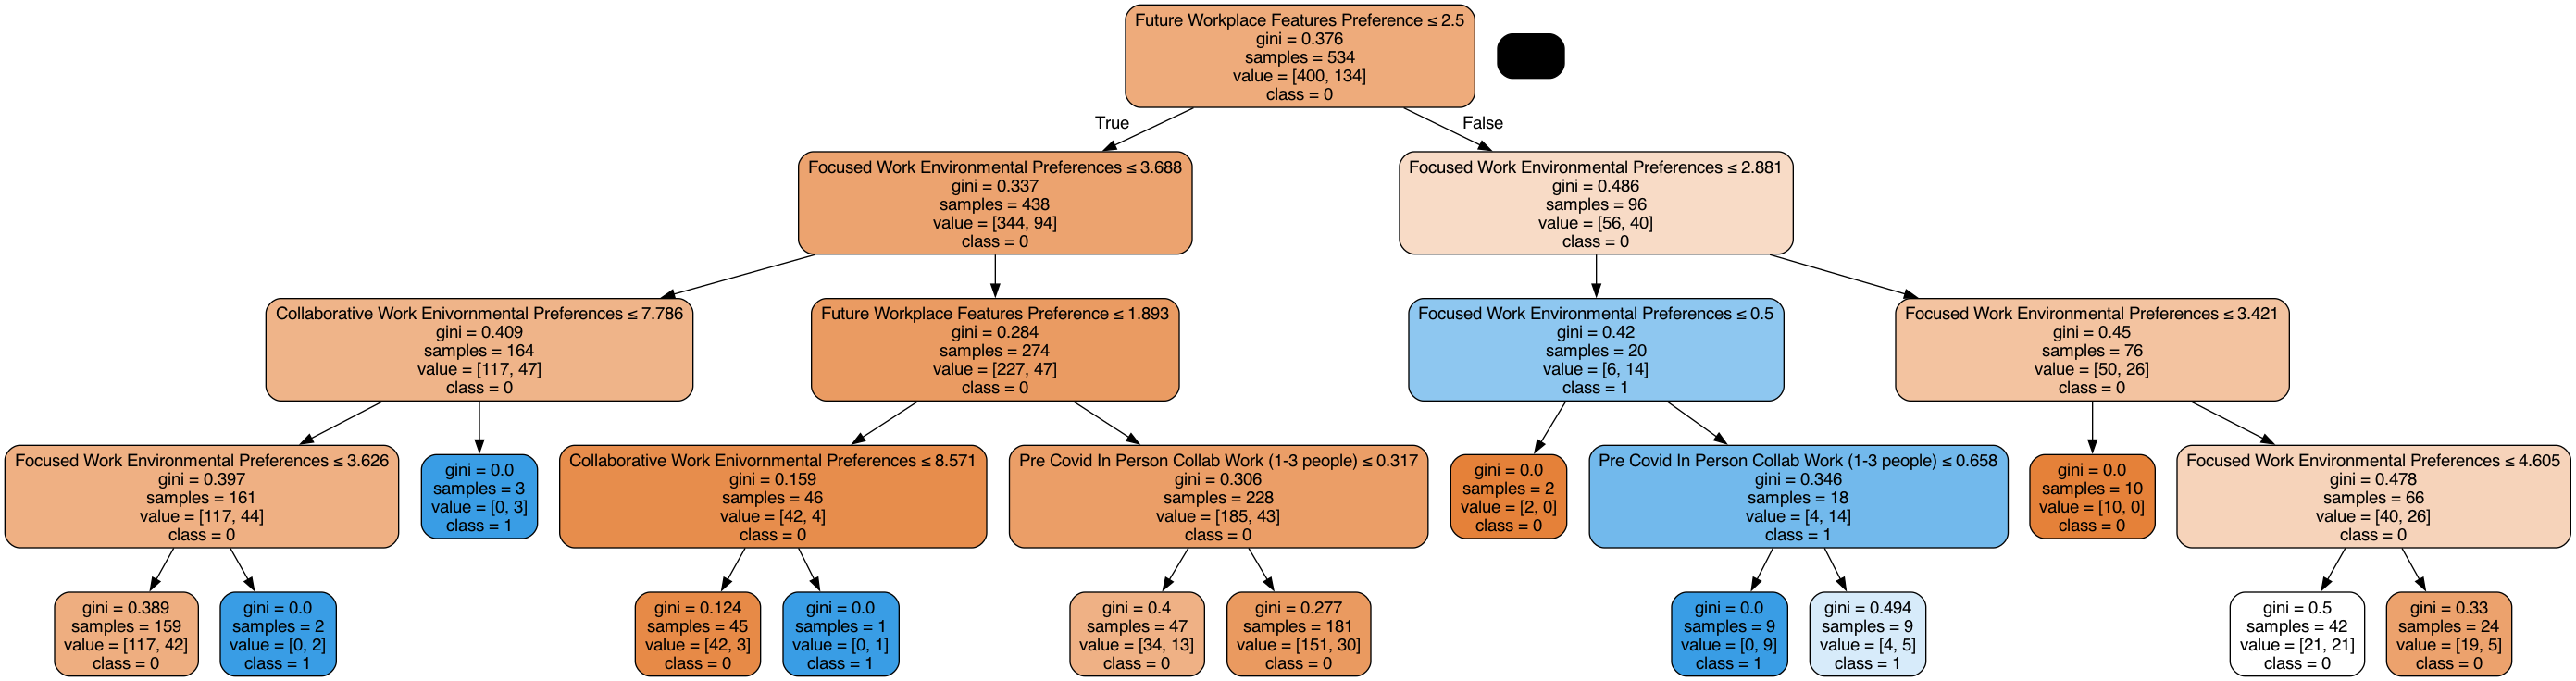 Future Workplace Features Preference ≤ 2.5
gini = 0.376
samples = 534
value = [400, 134]
class = 0
True
False
Focused Work Environmental Preferences ≤ 3.688
gini = 0.337
samples = 438
value = [344, 94]
class = 0
Focused Work Environmental Preferences ≤ 2.881
gini = 0.486
samples = 96
value = [56, 40]
class = 0
Collaborative Work Enivornmental Preferences ≤ 7.786
gini = 0.409
samples = 164
value = [117, 47]
class = 0
Future Workplace Features Preference ≤ 1.893
gini = 0.284
samples = 274
value = [227, 47]
class = 0
Focused Work Environmental Preferences ≤ 0.5
gini = 0.42
samples = 20
value = [6, 14]
class = 1
Focused Work Environmental Preferences ≤ 3.421
gini = 0.45
samples = 76
value = [50, 26]
class = 0
Focused Work Environmental Preferences ≤ 3.626
gini = 0.397
samples = 161
value = [117, 44]
class = 0
gini = 0.0
samples = 3
value = [0, 3]
class = 1
Collaborative Work Enivornmental Preferences ≤ 8.571
gini = 0.159
samples = 46
value = [42, 4]
class = 0
Pre Covid In Person Collab Work (1-3 people) ≤ 0.317
gini = 0.306
samples = 228
value = [185, 43]
class = 0
gini = 0.0
samples = 2
value = [2, 0]
class = 0
Pre Covid In Person Collab Work (1-3 people) ≤ 0.658
gini = 0.346
samples = 18
value = [4, 14]
class = 1
gini = 0.0
samples = 10
value = [10, 0]
class = 0
Focused Work Environmental Preferences ≤ 4.605
gini = 0.478
samples = 66
value = [40, 26]
class = 0
gini = 0.389
samples = 159
value = [117, 42]
class = 0
gini = 0.0
samples = 2
value = [0, 2]
class = 1
gini = 0.124
samples = 45
value = [42, 3]
class = 0
gini = 0.0
samples = 1
value = [0, 1]
class = 1
gini = 0.4
samples = 47
value = [34, 13]
class = 0
gini = 0.277
samples = 181
value = [151, 30]
class = 0
gini = 0.0
samples = 9
value = [0, 9]
class = 1
gini = 0.494
samples = 9
value = [4, 5]
class = 1
gini = 0.5
samples = 42
value = [21, 21]
class = 0
gini = 0.33
samples = 24
value = [19, 5]
class = 0